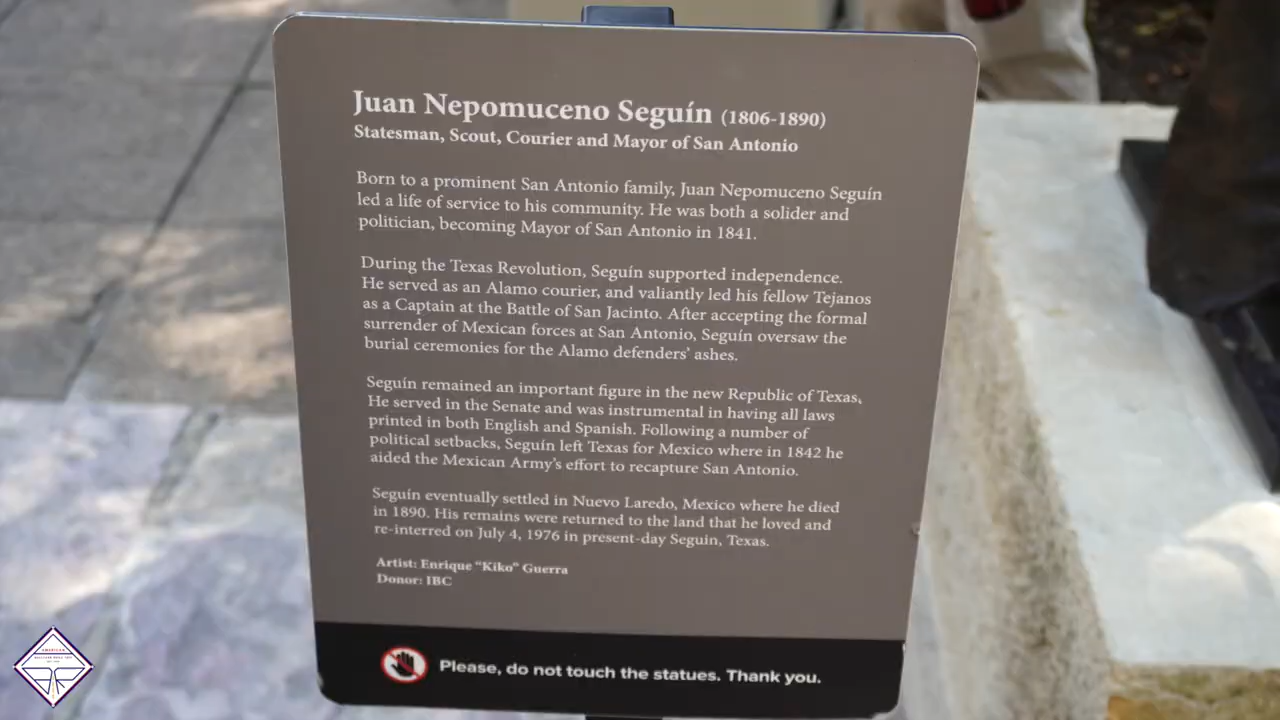 Juan Nepomuceno Seguín (1806-1890)
Statesman, Scout, Courier and Mayor of San Antonio
Born to a prominent San Antonio family, Juan Nepomuceno Seguín
led a life of service to his community. He was both a solider and
politician, becoming Mayor of San Antonio in 1841.
During the Texas Revolution, Seguín supported independence.
He served as an Alamo courier, and valiantly led his fellow Tejanos
as a Captain at the Battle of San Jacinto. After accepting the formal
surrender of Mexican forces at San Antonio, Seguín oversaw the
burial ceremonies for the Alamo defenders' ashes.
Seguín remained an important figure in the new Republic of Texas.
He served in the Senate and was instrumental in having all laws
printed in both English and Spanish. Following a number of
political setbacks, Seguín left Texas for Mexico where in 1842 he
aided the Mexican Army's effort to recapture San Antonio.
Seguín eventually settled in Nuevo Laredo, Mexico where he died
in 1890. His remains were returned to the land that he loved and
re-interred on July 4, 1976 in present-day Seguin, Texas.
Artist: Enrique "Kiko" Guerra
Donor: IBC
Please, do not touch the statues. Thank you.
AMERICAN